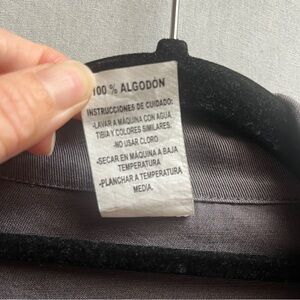 100 % ALGODÓN
INSTRUCCIONES DE CUIDADO:
-LAVAR A MÁQUINA CON AGUA
TIBIA Y COLORES SIMILARES.
-NO USAR CLORO
-SECAR EN MÁQUINA A BAJA
TEMPERATURA
-PLANCHAR A TEMPERATURA
MEDIA.